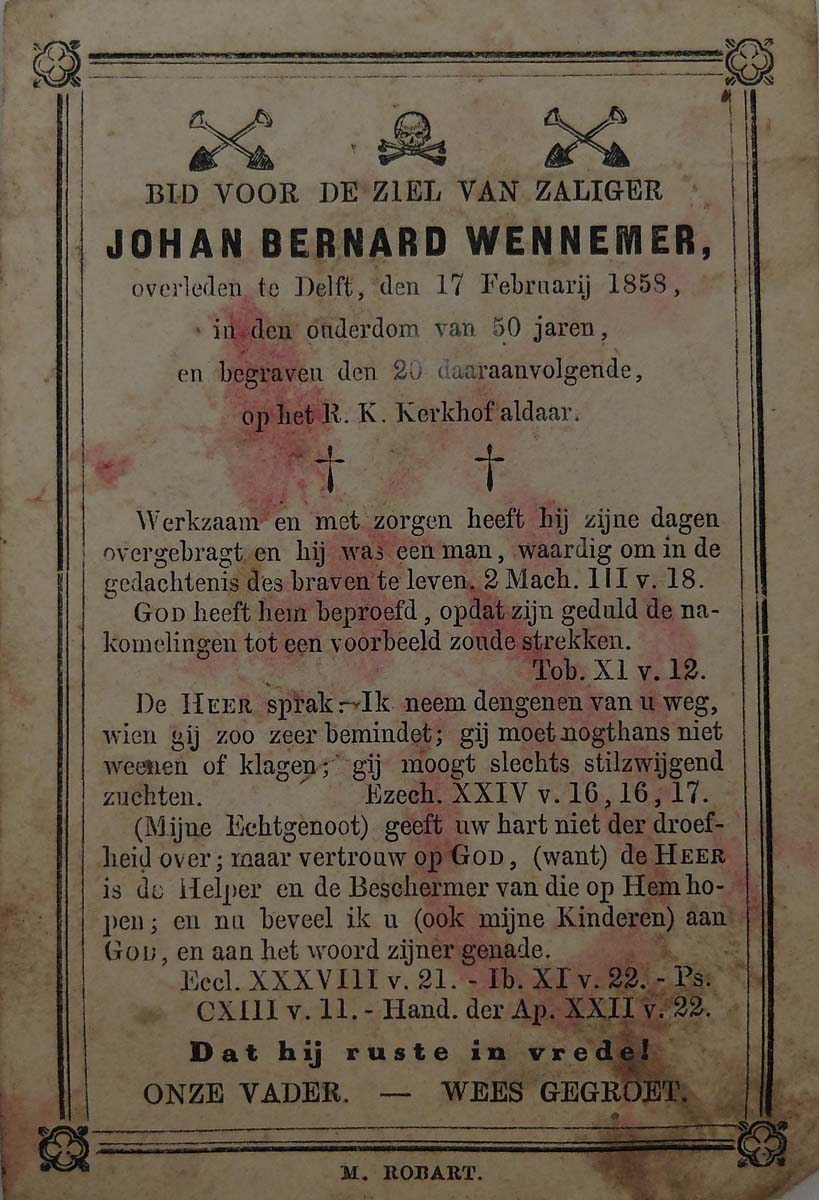 BID VOOR DE ZIEL VAN ZALIGER
JOHAN BERNARD WENNEMER,
overleden te Delft, den 17 Februarij 1858,
in den ouderdom van 50 jaren,
en begraven den 20 daaraanvolgende,
op het R. K. Kerkhof aldaar.
Werkzaam en met zorgen heeft hij zijne dagen
overgebragt en hij was een man, waardig om in de
gedachtenis des braven te leven. 2 Mach. III v. 18.
GOD heeft hem beproefd, opdat zijn geduld de na-
komelingen tot een voorbeeld zoude strekken.
Tob. XI v. 12.
De HEER sprak:-Ik neem dengenen van u weg,
wien gij zoo zeer bemindet; gij moet nogthans niet
weenen of klagen; gij moogt slechts stilzwijgend
zuchten. Ezech. XXIV v. 16, 16, 17.
(Mijne Echtgenoot) geeft uw hart niet der droef-
heid over; maar vertrouw op GOD, (want) de HEER
is de Helper en de Beschermer van die op Hem ho-
pen; en nu beveel ik u (ook mijne Kinderen) aan
GOD, en aan het woord zijner genade.
Eccl. XXXVIII v. 21. - Ib. XI v. 22. - Ps.
CXIII v. 11. - Hand. der Ap. XXII v. 22.
Dat hij ruste in vrede!
ONZE VADER. — WEES GEGROET.
M. ROBART.